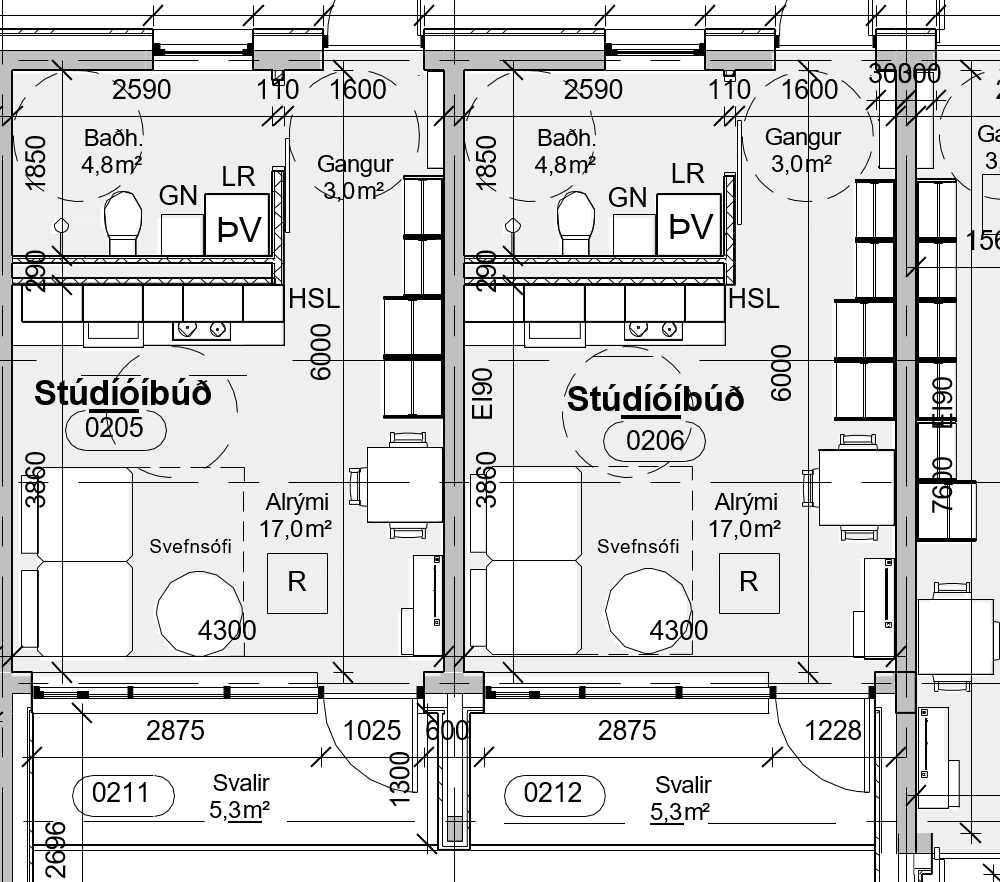 30300
2590
110
1600
2590
110
1600
Baðh.
4,8m²
1850
Gangur
3,0m²
LR
GN
ÞV
290
HSL
6000
Stúdíóíbúð
0205
3860
Alrými
17,0m²
Svefnsófi
R
4300
Baðh.
4,8m²
1850
Gangur
3,0m²
LR
GN
ÞV
290
HSL
6000
EI90
Stúdíóíbúð
0206
3860
Alrými
17,0m²
Svefnsófi
R
4300
EI90
7600
2875
1025
600
2875
1228
1300
0211
Svalir
5,3m²
0212
Svalir
5,3m²
2696